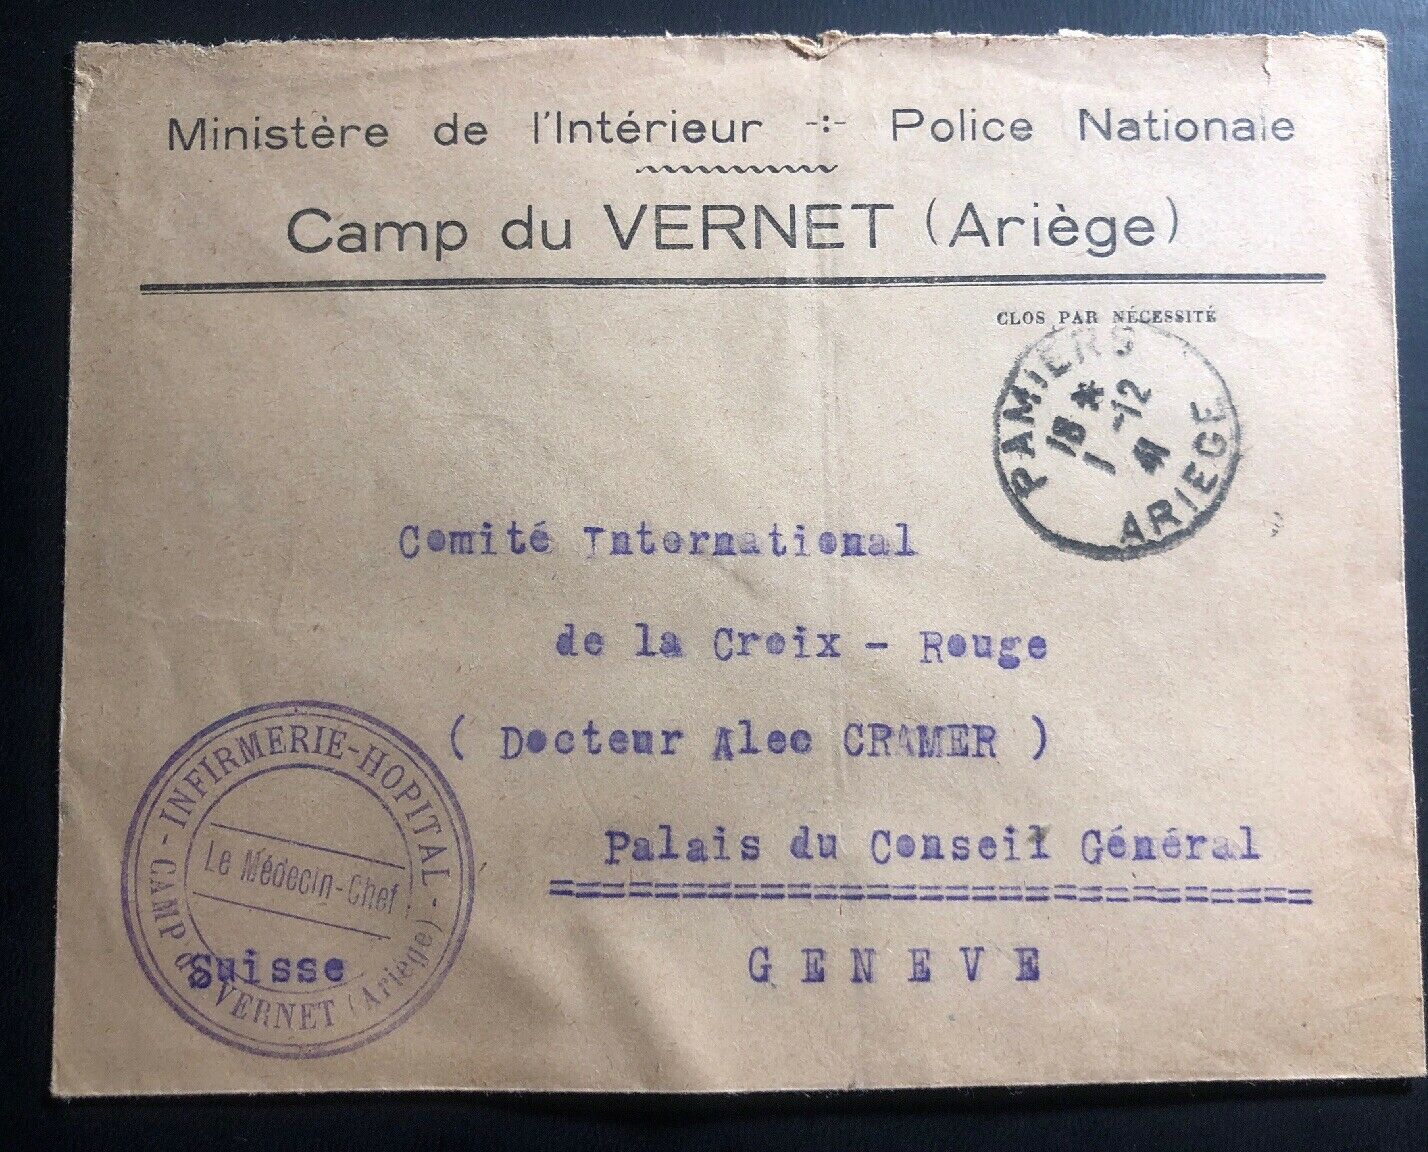 Ministère de l'Intérieur -:- Police Nationale
Camp du VERNET (Ariège)
CLOS PAR NÉCESSITÉ
PAMIERS
18 *
1 -12
41
ARIEGE
Comité International
de la Croix - Rouge
( Docteur Alec CRAMER )
Palais du Conseil Général
GENEVE
Suisse
- INFIRMERIE-HOPITAL -
Le Médecin-Chef
CAMP du VERNET (Ariège)